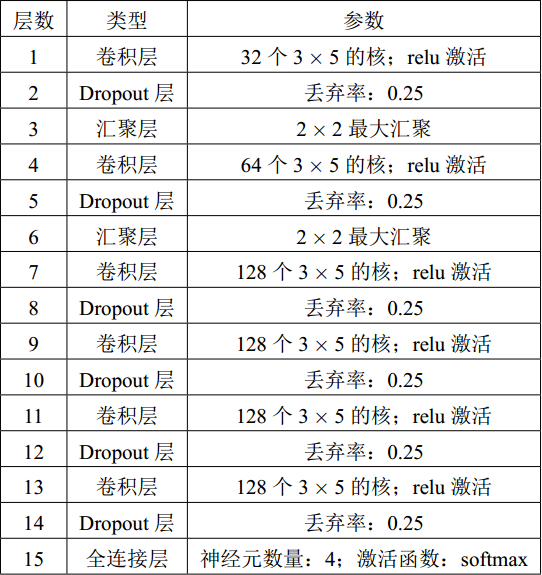 层数 类型 参数
1 卷积层 32 个 3 × 5 的核；relu 激活
2 Dropout 层 丢弃率：0.25
3 汇聚层 2 × 2 最大汇聚
4 卷积层 64 个 3 × 5 的核；relu 激活
5 Dropout 层 丢弃率：0.25
6 汇聚层 2 × 2 最大汇聚
7 卷积层 128 个 3 × 5 的核；relu 激活
8 Dropout 层 丢弃率：0.25
9 卷积层 128 个 3 × 5 的核；relu 激活
10 Dropout 层 丢弃率：0.25
11 卷积层 128 个 3 × 5 的核；relu 激活
12 Dropout 层 丢弃率：0.25
13 卷积层 128 个 3 × 5 的核；relu 激活
14 Dropout 层 丢弃率：0.25
15 全连接层 神经元数量：4；激活函数：softmax